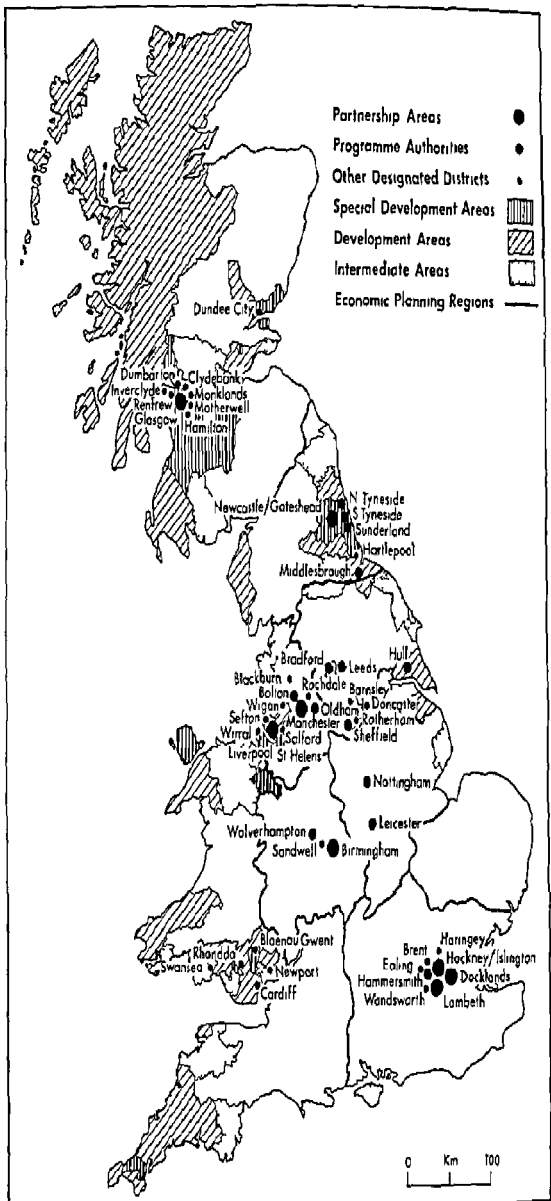 Partnership Areas
Programme Authorities
Other Designated Districts
Special Development Areas
Development Areas
Intermediate Areas
Economic Planning Regions
Dundee City
Dumbarton
Clydebank
Inverclyde
Monklands
Renfrew
Motherwell
Glasgow
Hamilton
Newcastle/Gateshead
N Tyneside
S Tyneside
Sunderland
Hartlepool
Middlesbrough
Bradford
Leeds
Hull
Blackburn
Rochdale
Bolton
Barnsley
Wigan
Oldham
Doncaster
Sefton
Manchester
Rotherham
Wirral
Salford
Sheffield
Liverpool
St Helens
Nottingham
Leicester
Wolverhampton
Sandwell
Birmingham
Blaenau Gwent
Rhondda
Swansea
Newport
Cardiff
Haringey
Brent
Hackney/Islington
Ealing
Docklands
Hammersmith
Wandsworth
Lambeth
0 Km 100